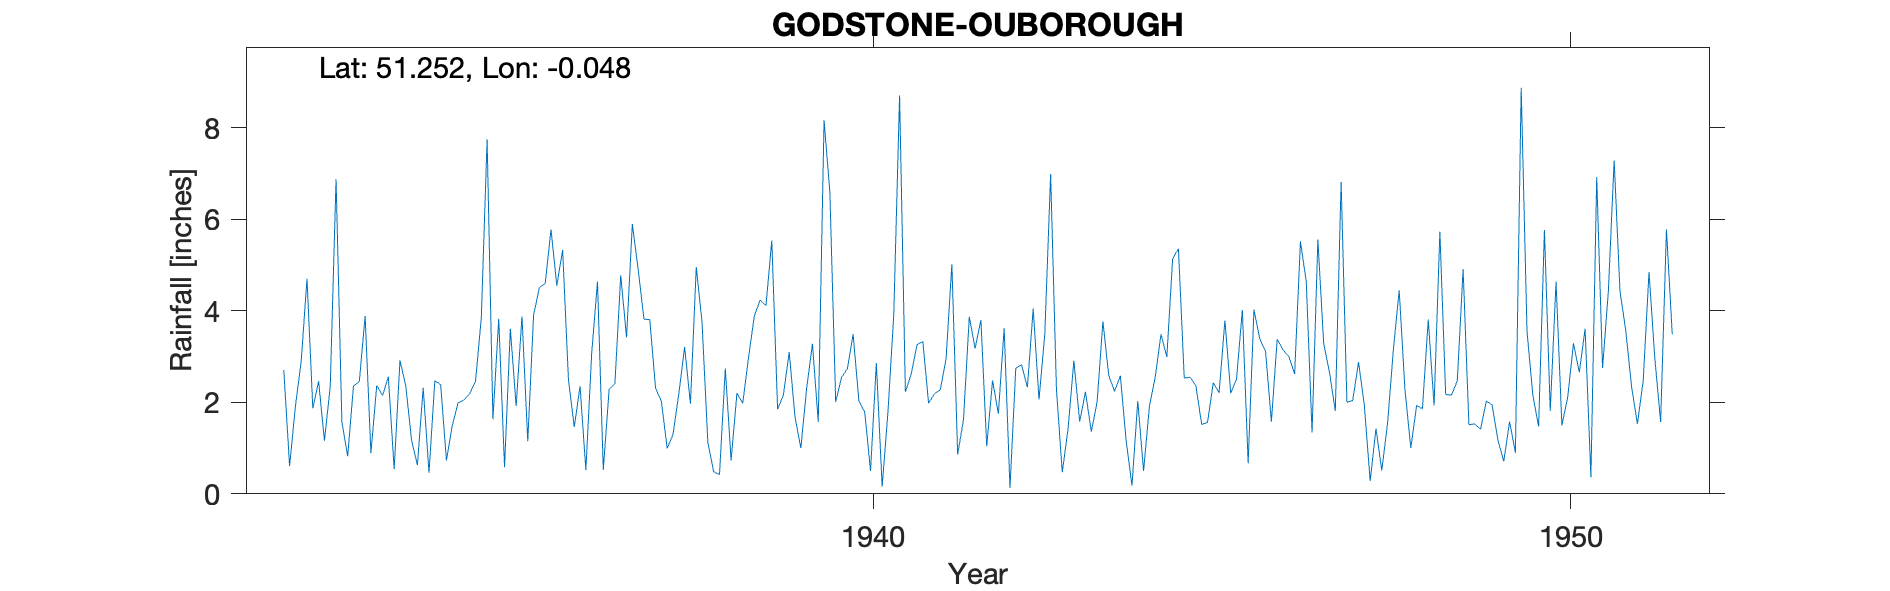 GODSTONE-OUBOROUGH
Lat: 51.252, Lon: -0.048
Rainfall [inches]
8
6
4
2
0
1940
1950
Year